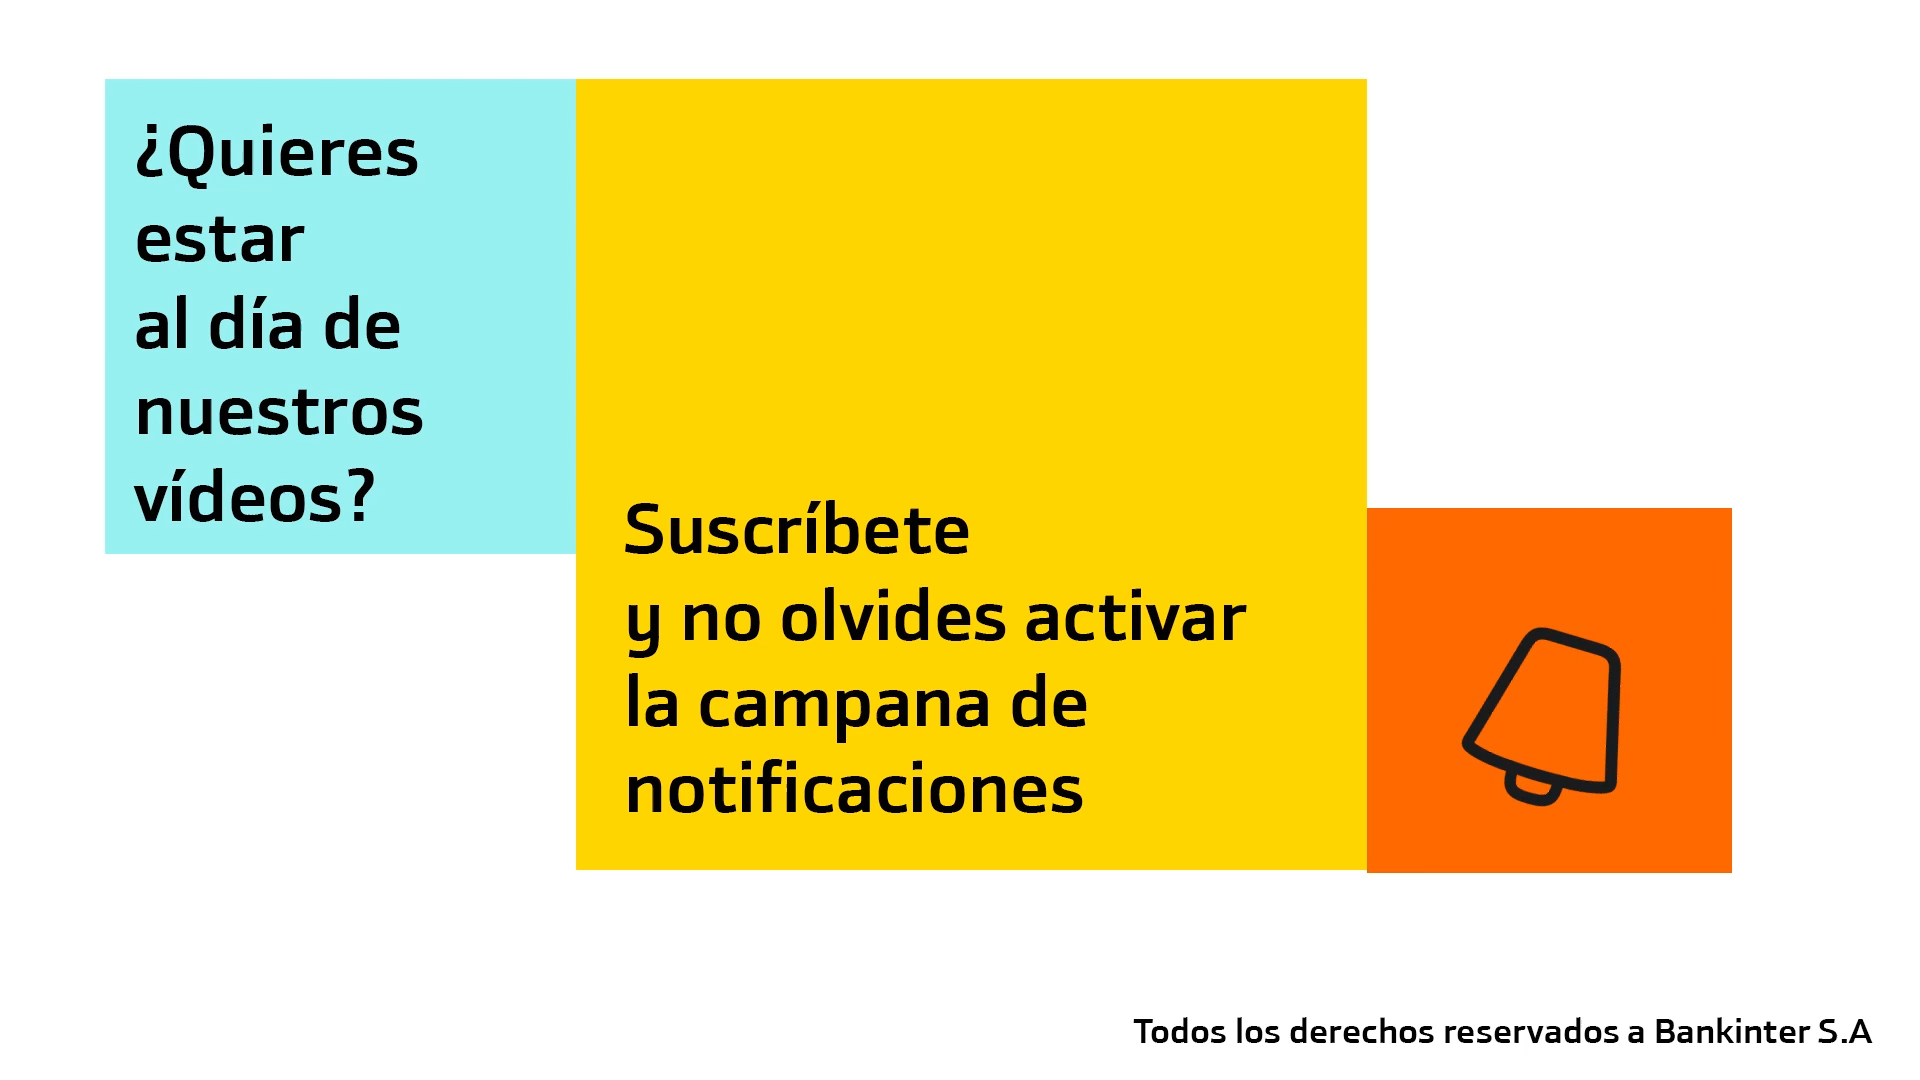 ¿Quieres
estar
al día de
nuestros
vídeos?
Suscríbete
y no olvides activar
la campana de
notificaciones
Todos los derechos reservados a Bankinter S.A